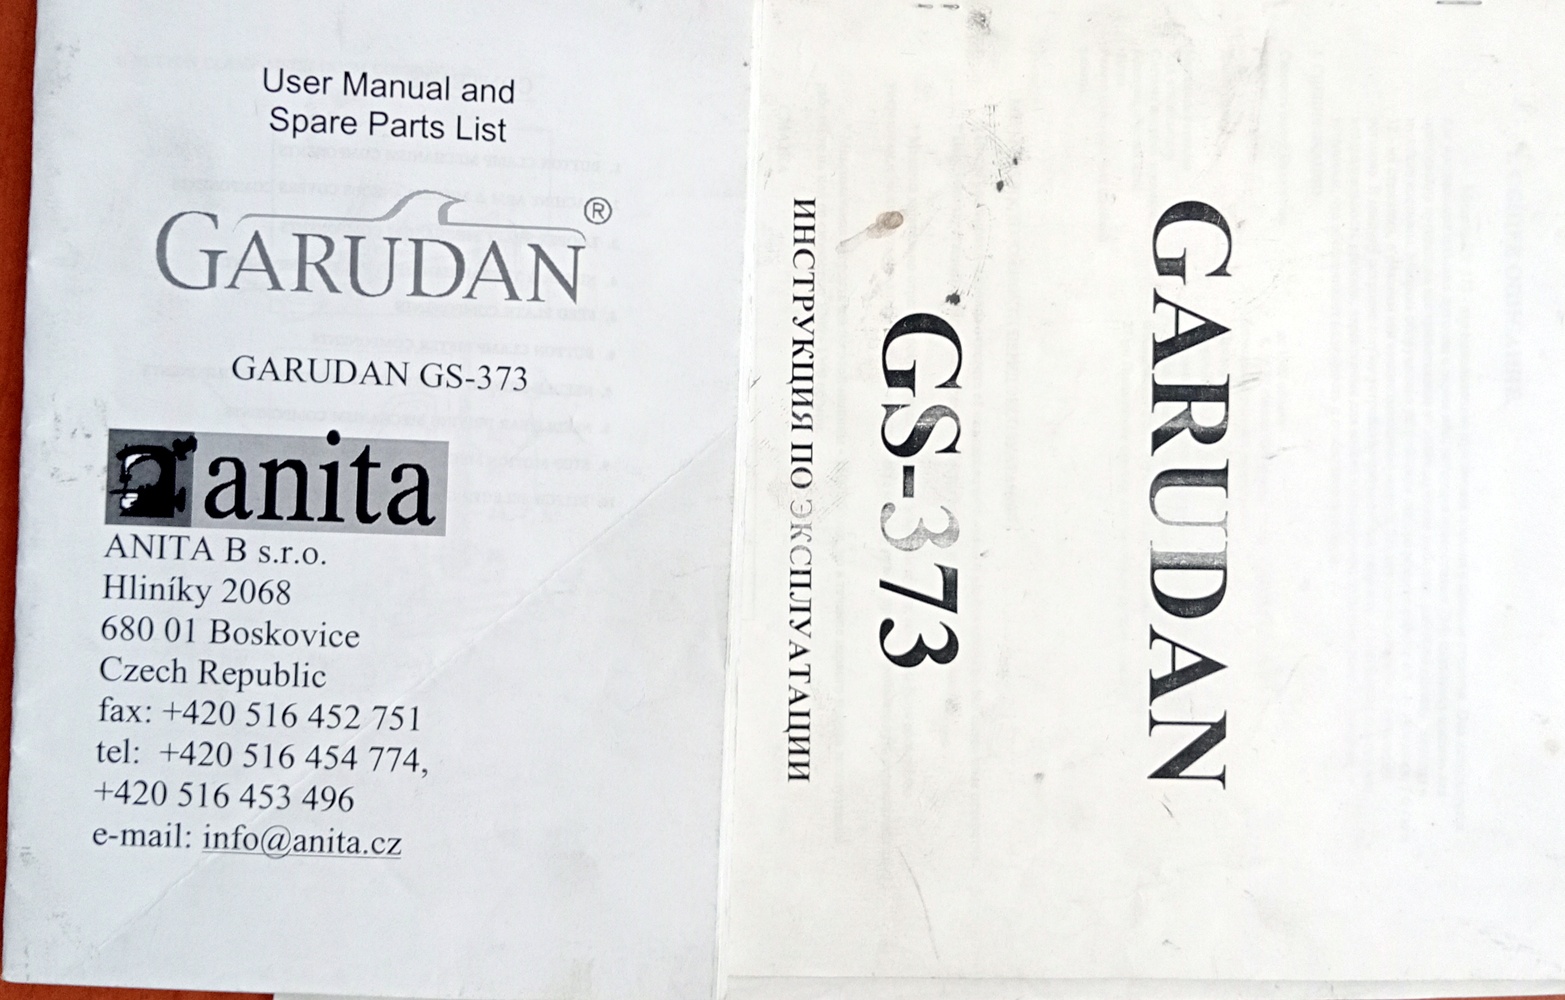 User Manual and
Spare Parts List
GARUDAN®
GARUDAN GS-373
anita
ANITA B s.r.o.
Hliníky 2068
680 01 Boskovice
Czech Republic
fax: +420 516 452 751
tel: +420 516 454 774,
+420 516 453 496
e-mail: info@anita.cz
GARUDAN
GS-373
ИНСТРУКЦИЯ ПО ЭКСПЛУАТАЦИИ